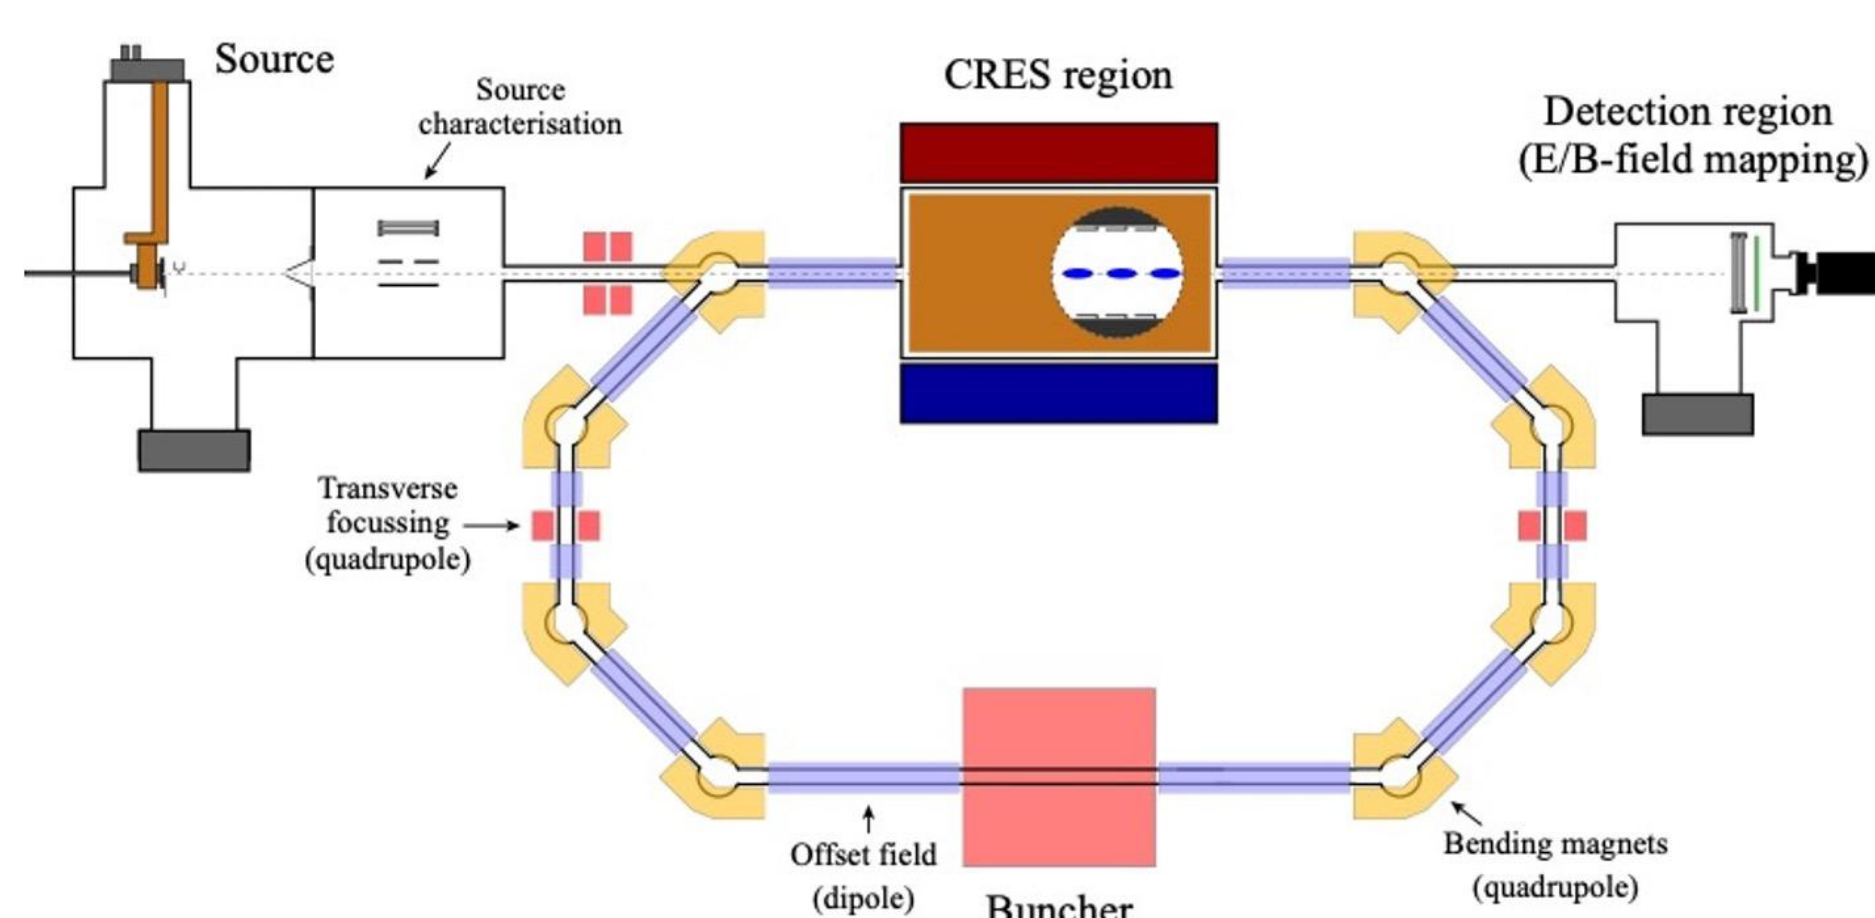 Source
Source
characterisation
CRES region
Detection region
(E/B-field mapping)
Transverse
focussing
(quadrupole)
Offset field
(dipole)
Buncher
Bending magnets
(quadrupole)